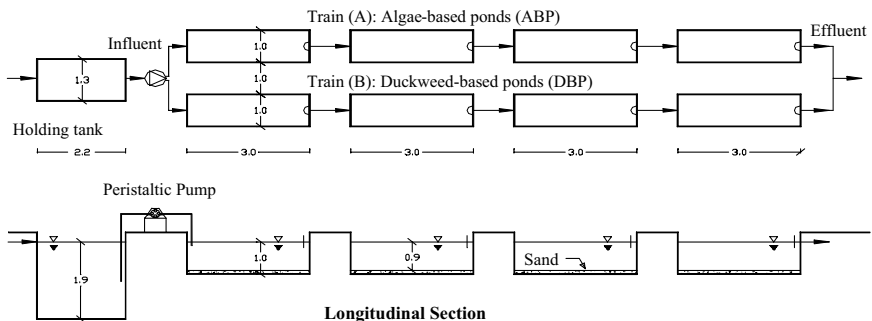 Train (A): Algae-based ponds (ABP)
Influent
Effluent
1.0
1.3
1.0
Train (B): Duckweed-based ponds (DBP)
1.0
Holding tank
2.2
3.0
3.0
3.0
3.0
Peristaltic Pump
1.0
0.9
Sand
1.9
Longitudinal Section